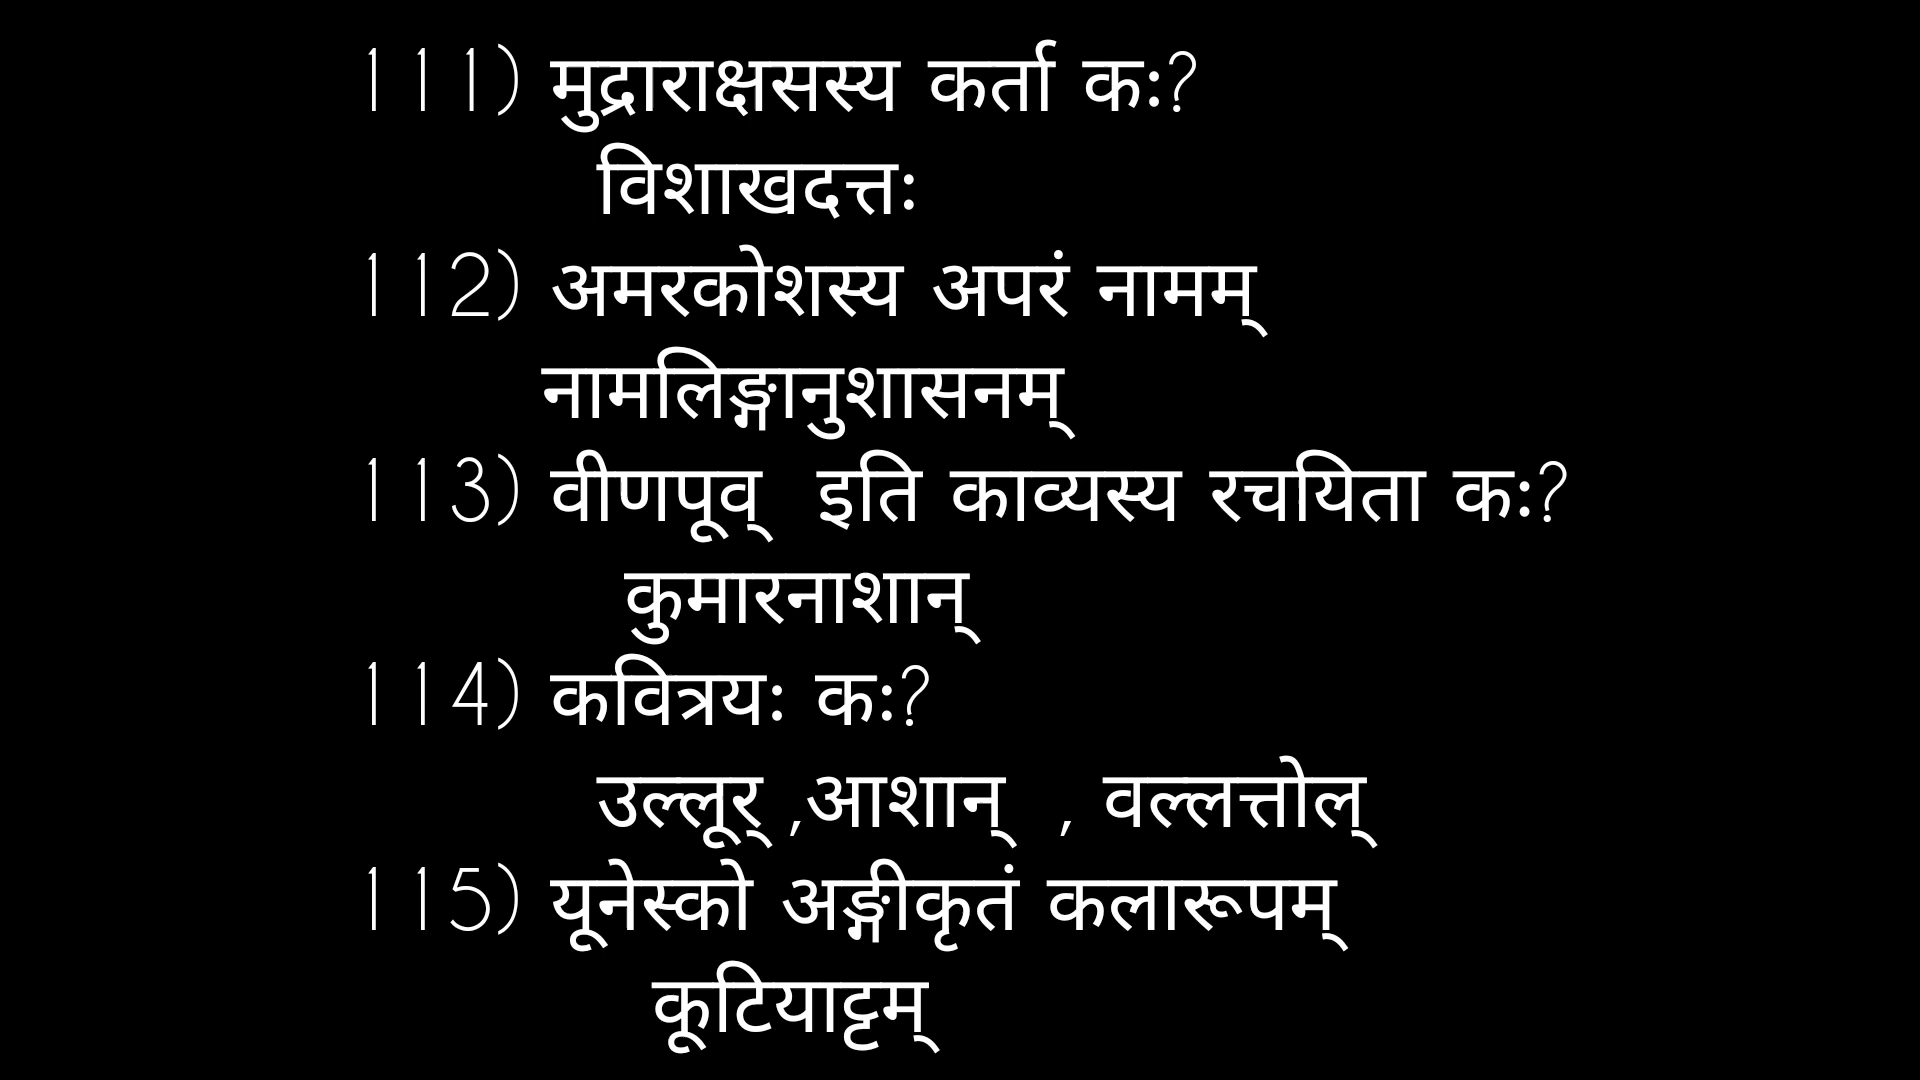 111) मुद्राराक्षसस्य कर्ता कः?
विशाखदत्तः
112) अमरकोशस्य अपरं नामम्
नामलिङ्गानुशासनम्
113) वीणपूव् इति काव्यस्य रचयिता कः?
कुमारनाशान्
114) कवित्रयः कः?
उल्लूर् ,आशान् , वल्लत्तोल्
115) यूनेस्को अङ्गीकृतं कलारूपम्
कूटियाट्टम्